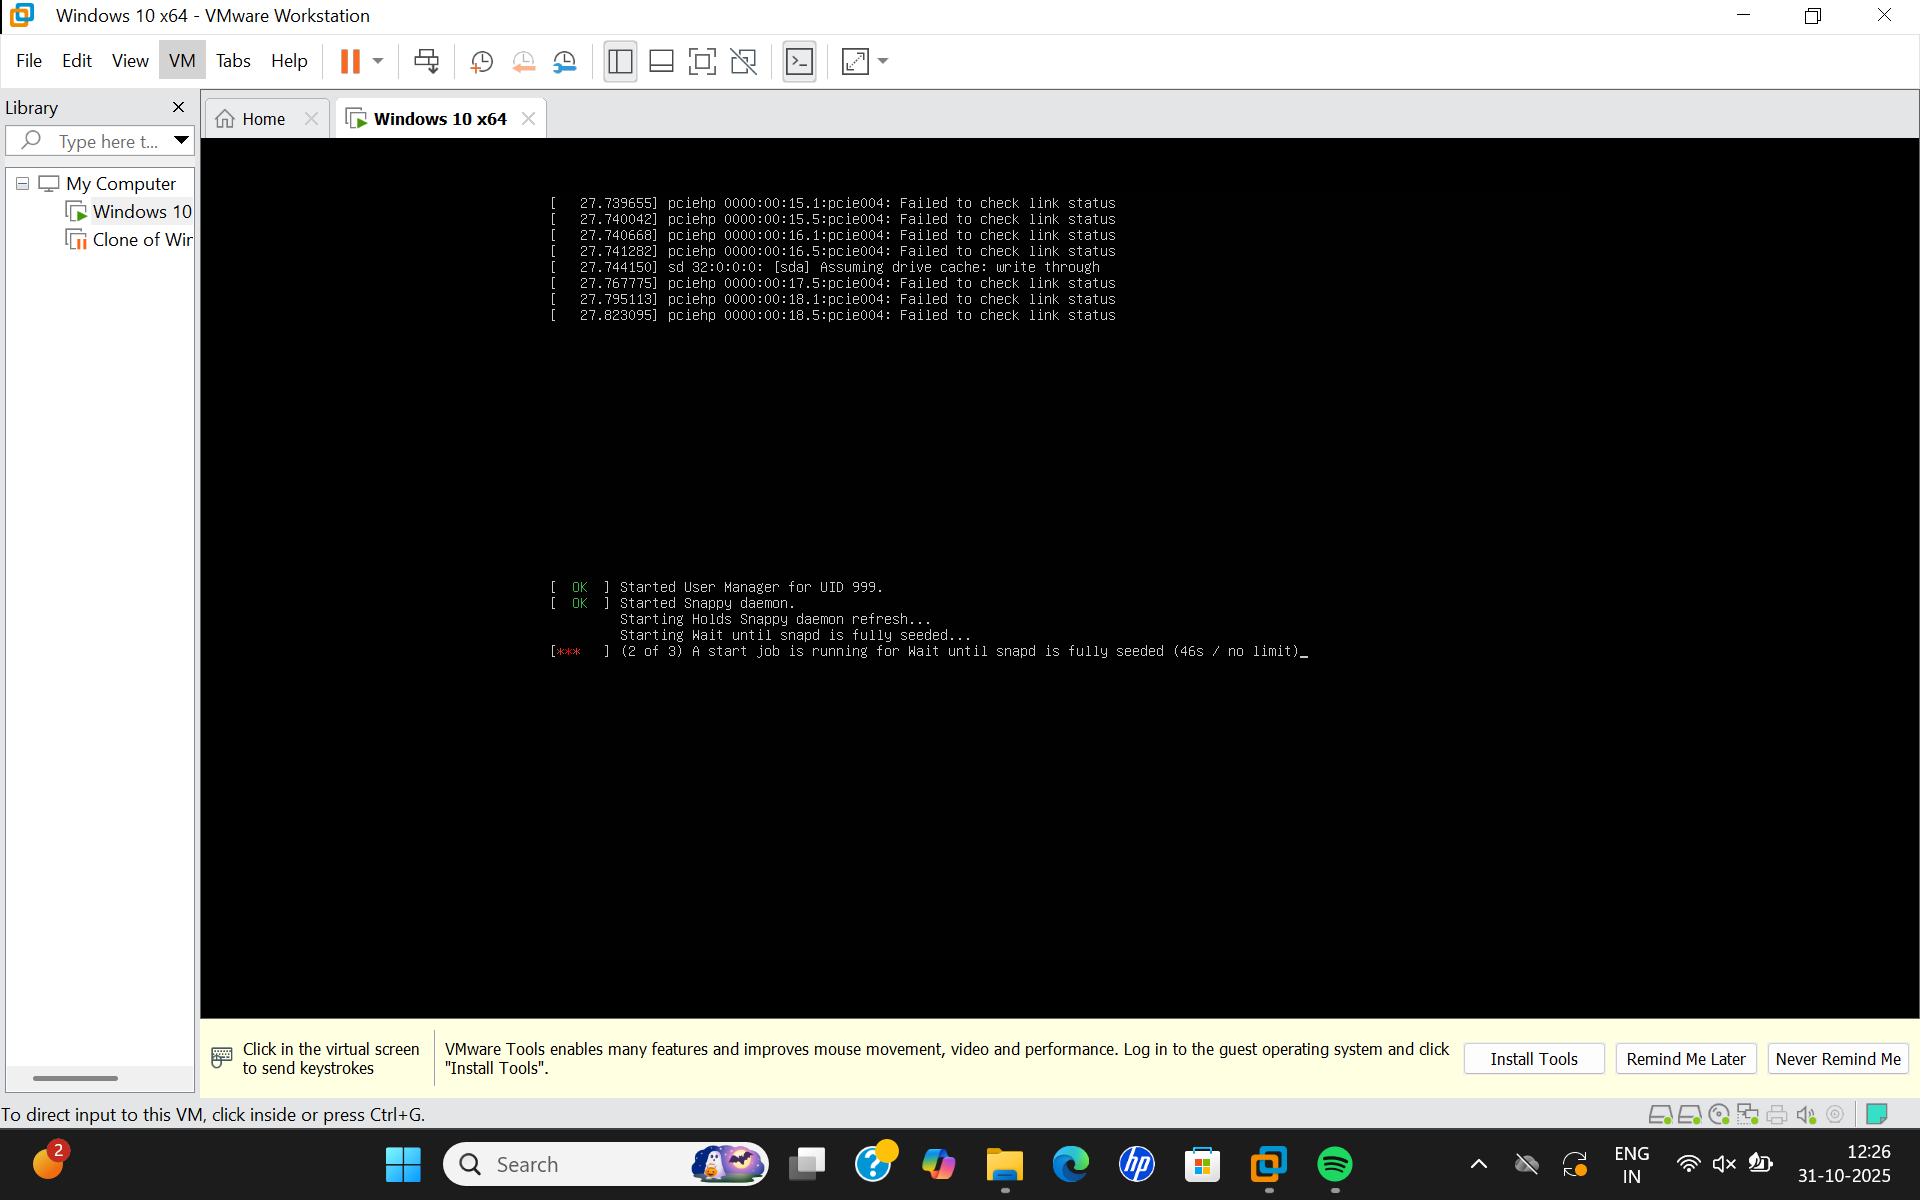 Windows 10 x64 - VMware Workstation
File Edit View VM Tabs Help
Library
Type here t...
My Computer
Windows 10
Clone of Wir
Home
Windows 10 x64
[   27.739655] pciehp 0000:00:15.1:pcie004: Failed to check link status
[   27.740042] pciehp 0000:00:15.5:pcie004: Failed to check link status
[   27.740668] pciehp 0000:00:16.1:pcie004: Failed to check link status
[   27.741282] pciehp 0000:00:16.5:pcie004: Failed to check link status
[   27.744150] sd 32:0:0:0: [sda] Assuming drive cache: write through
[   27.767775] pciehp 0000:00:17.5:pcie004: Failed to check link status
[   27.795113] pciehp 0000:00:18.1:pcie004: Failed to check link status
[   27.823095] pciehp 0000:00:18.5:pcie004: Failed to check link status
[  OK  ] Started User Manager for UID 999.
[  OK  ] Started Snappy daemon.
Starting Holds Snappy daemon refresh...
Starting Wait until snapd is fully seeded...
[***   ] (2 of 3) A start job is running for Wait until snapd is fully seeded (46s / no limit)_
Click in the virtual screen
to send keystrokes
VMware Tools enables many features and improves mouse movement, video and performance. Log in to the guest operating system and click
"Install Tools".
Install Tools
Remind Me Later
Never Remind Me
To direct input to this VM, click inside or press Ctrl+G.
2
Search
hp
ENG
IN
12:26
31-10-2025